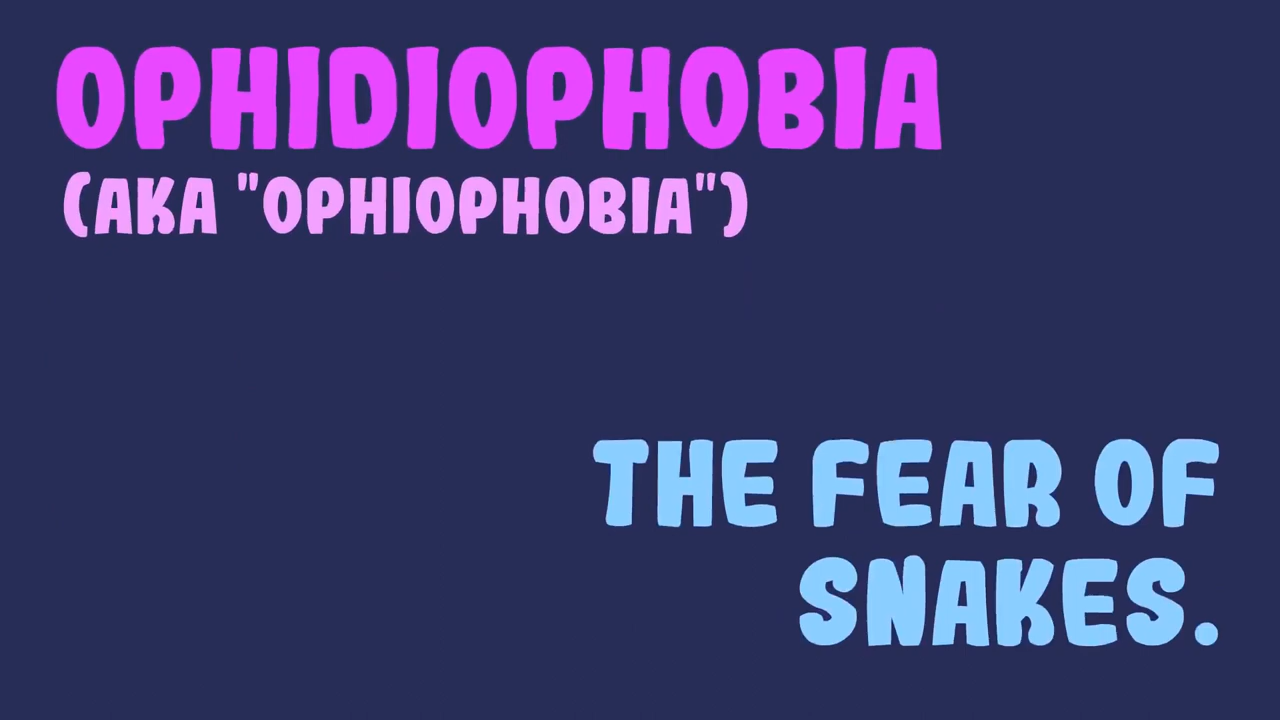 OPHIDIOPHOBIA
(AKA "OPHIOPHOBIA")
THE FEAR OF
SNAKES.